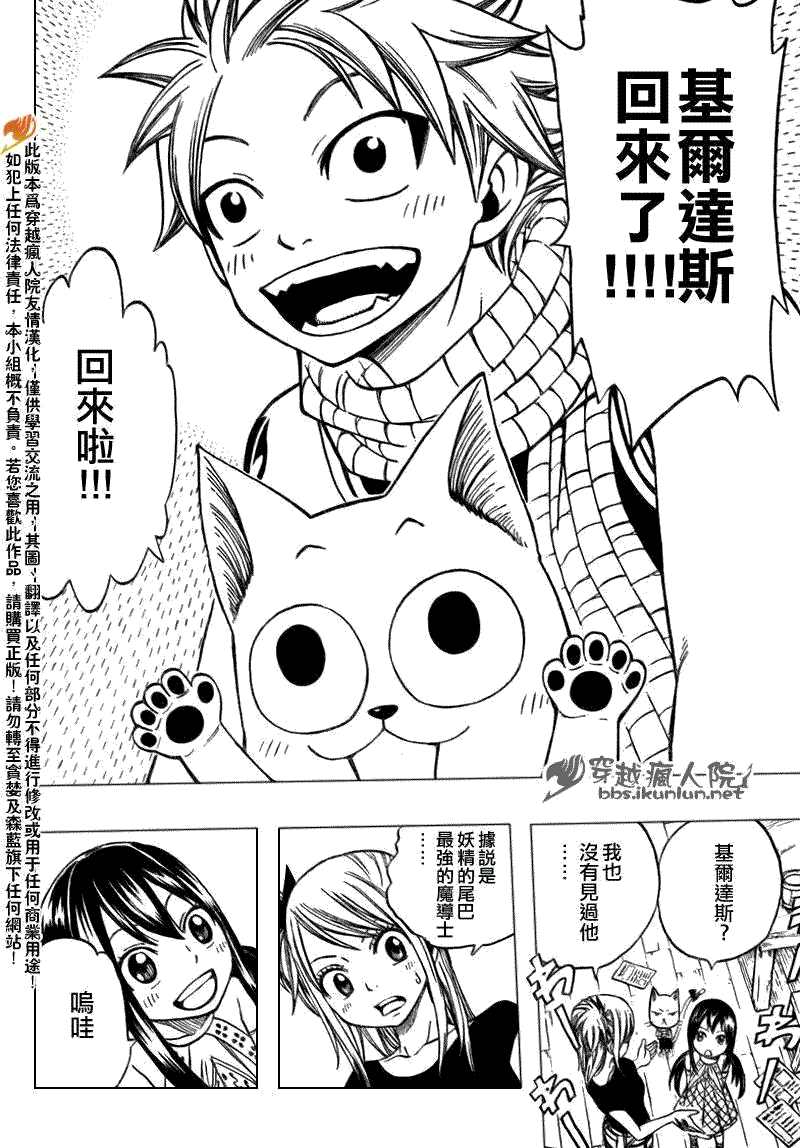 基爾達斯
回來了!!!!
回來啦!!!
基爾達斯?
我也
沒有見過他
……
據說是
妖精的尾巴
最強的魔導士
……
嗚哇
穿越瘋人院
bbs.ikunlun.net
此版本爲穿越瘋人院友情漢化，僅供學習交流之用，其圖、翻譯以及任何部分不得進行修改或用于任何商業用途！
如犯上任何法律責任，本小組概不負責。若您喜歡此作品，請購買正版！請勿轉至貪婪及森藍旗下任何網站！